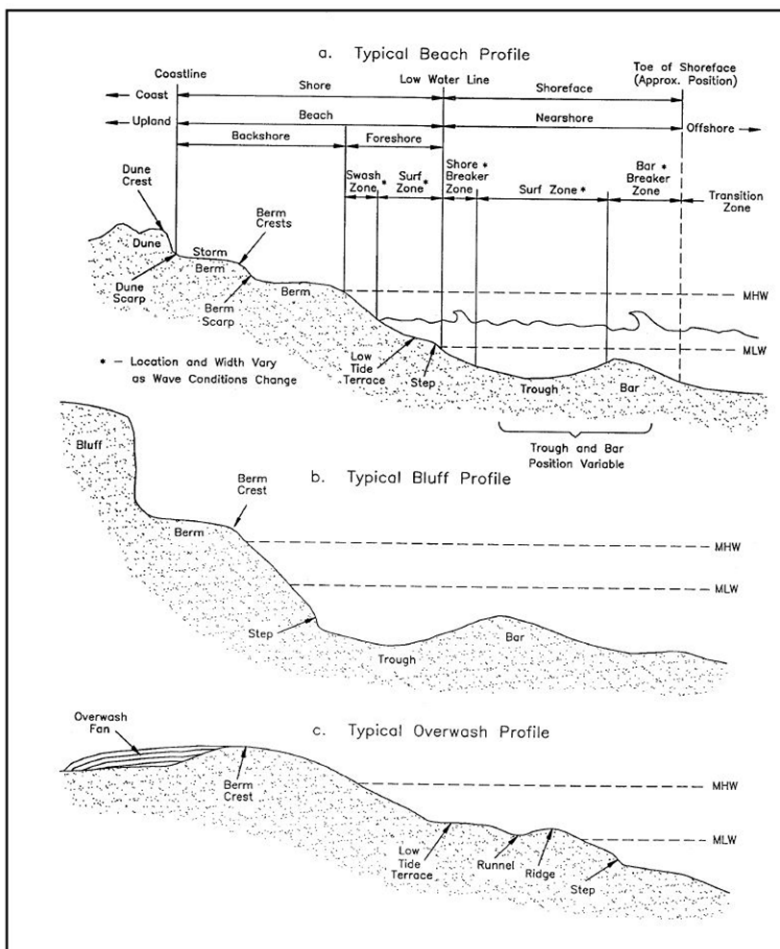 a. Typical Beach Profile
Coastline
Low Water Line
Toe of Shoreface
(Approx. Position)
Coast
Shore
Shoreface
Upland
Beach
Nearshore
Offshore
Backshore
Foreshore
Swash
Zone*
Surf
Zone*
Shore *
Breaker
Zone
Surf Zone *
Bar *
Breaker
Zone
Transition
Zone
Dune
Crest
Dune
Storm
Berm
Berm
Crests
Dune
Scarp
Berm
Scarp
Berm
MHW
MLW
* – Location and Width Vary
as Wave Conditions Change
Low
Tide
Terrace
Step
Trough
Bar
Trough and Bar
Position Variable
b. Typical Bluff Profile
Bluff
Berm
Crest
Berm
MHW
MLW
Step
Trough
Bar
c. Typical Overwash Profile
Overwash
Fan
Berm
Crest
MHW
MLW
Low
Tide
Terrace
Runnel
Ridge
Step